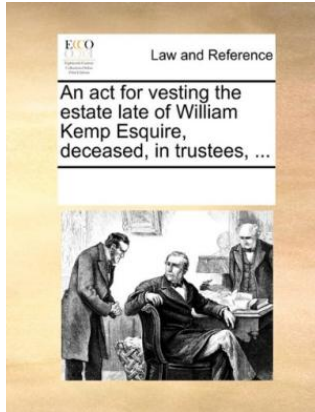 ECCO
Law and Reference
An act for vesting the
estate late of William
Kemp Esquire,
deceased, in trustees, ...